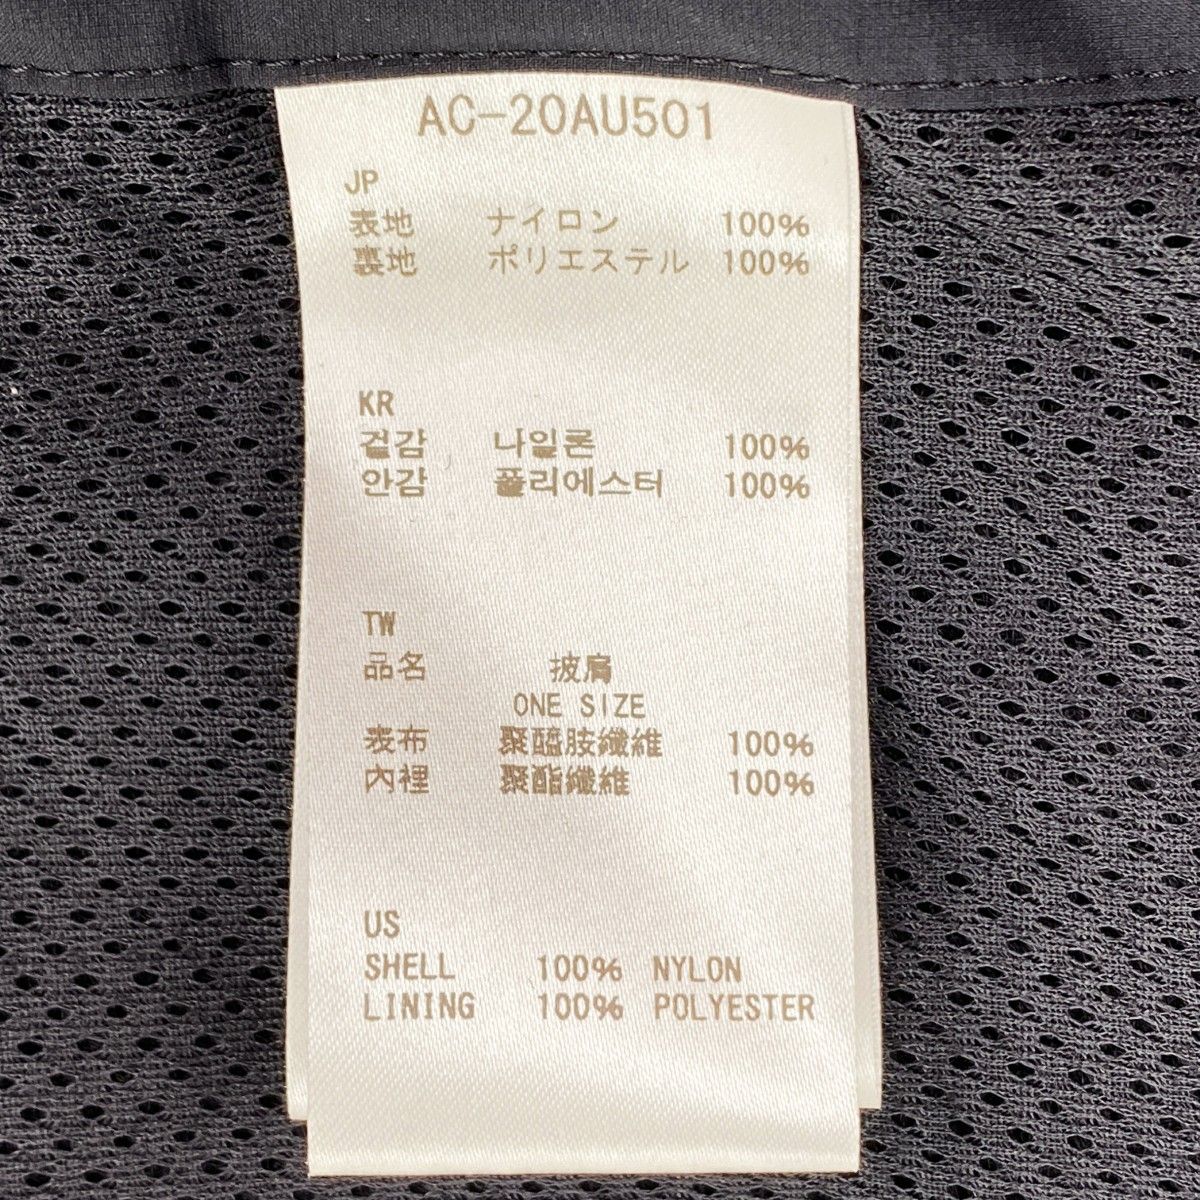 AC-20AU501
JP
表地 ナイロン 100%
裏地 ポリエステル 100%
KR
겉감 나일론 100%
안감 폴리에스터 100%
TW
品名 披肩
ONE SIZE
表布 聚醯胺纖維 100%
內裡 聚酯纖維 100%
US
SHELL 100% NYLON
LINING 100% POLYESTER